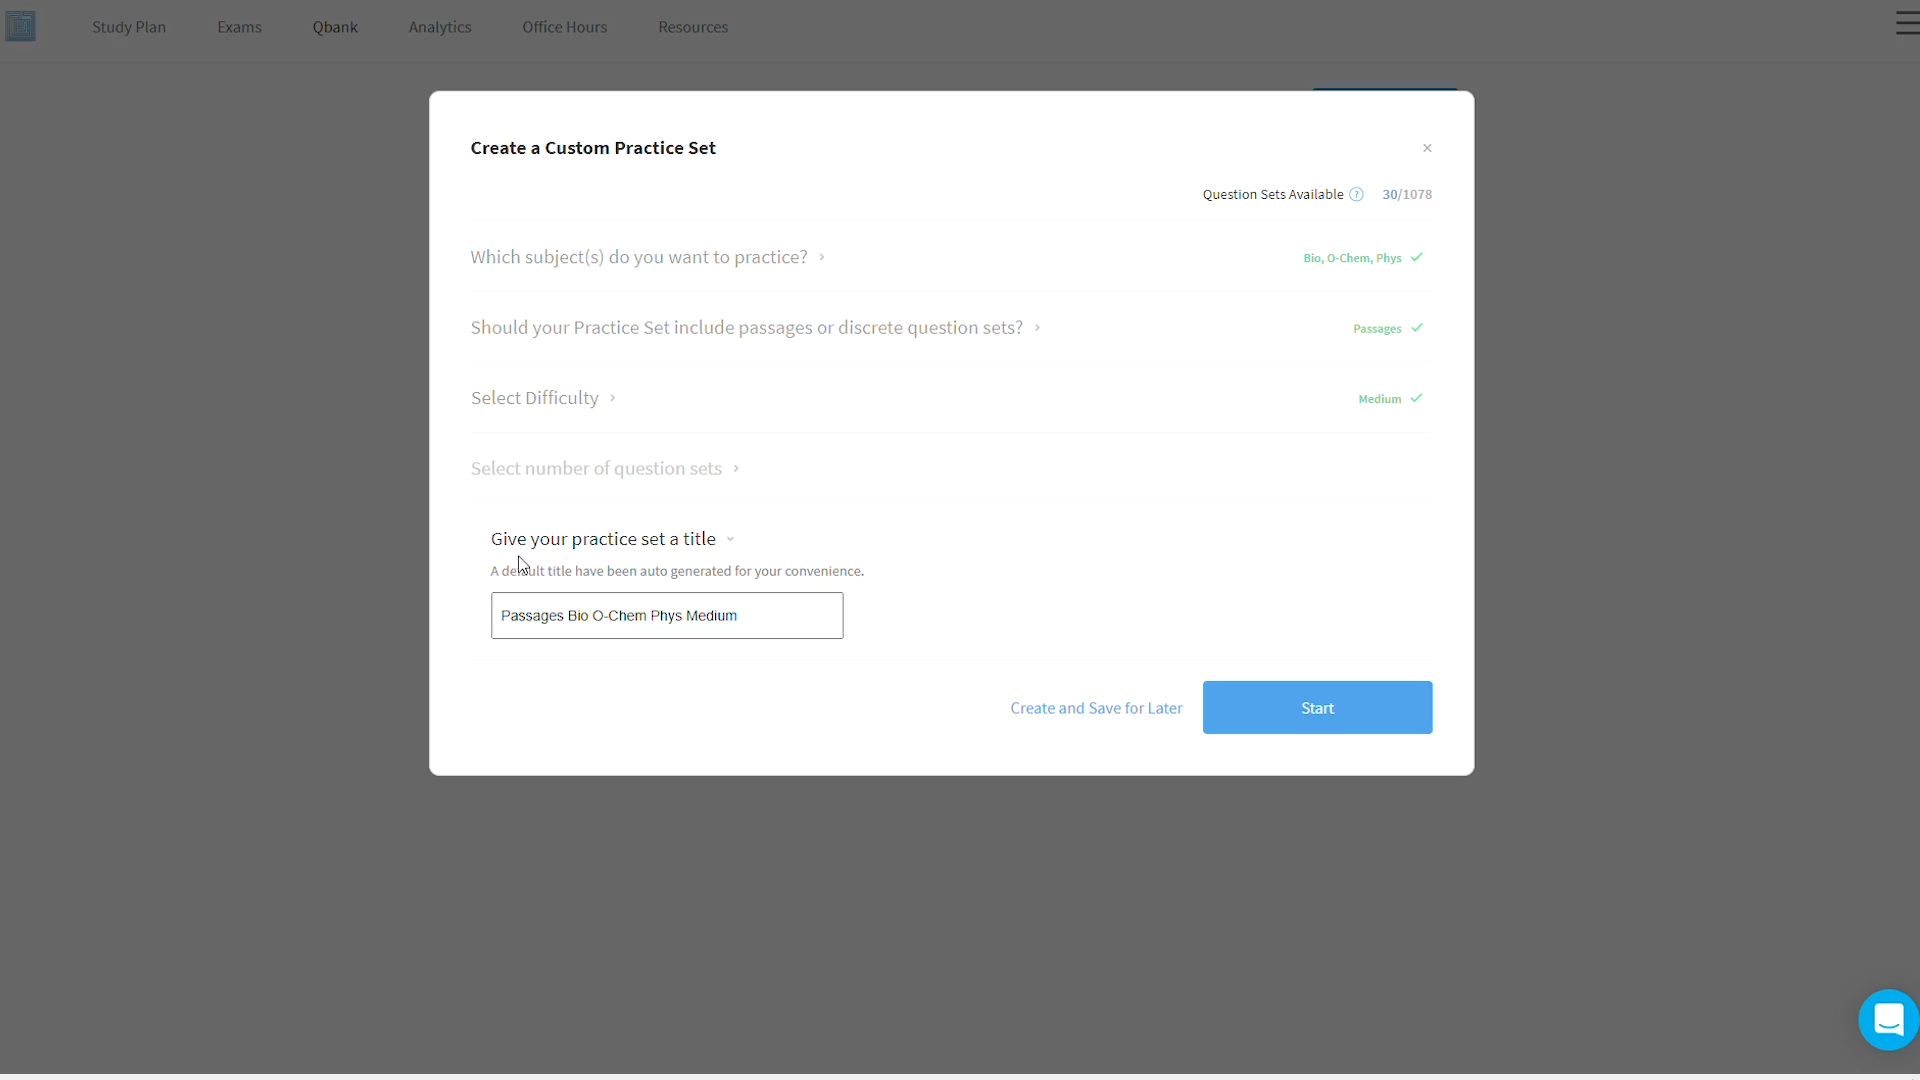 Study Plan Exams Qbank Analytics Office Hours Resources
Create a Custom Practice Set
Question Sets Available ? 30/1078
Which subject(s) do you want to practice? Bio, O-Chem, Phys
Should your Practice Set include passages or discrete question sets? Passages
Select Difficulty Medium
Select number of question sets
Give your practice set a title
A default title have been auto generated for your convenience.
Passages Bio O-Chem Phys Medium
Create and Save for Later Start